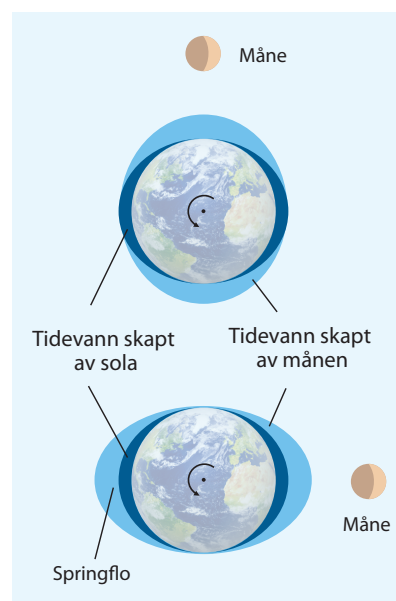 Måne
Tidevann skapt
av sola
Tidevann skapt
av månen
Måne
Springflo